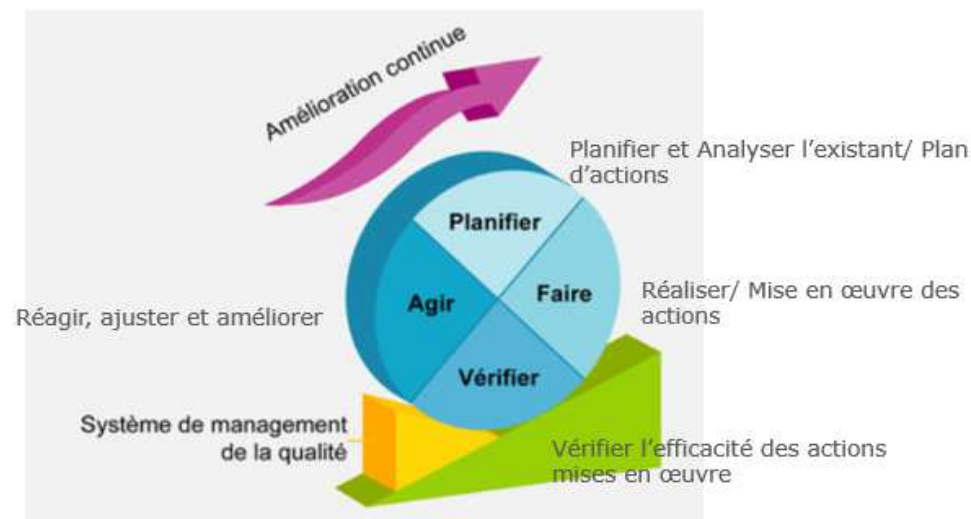 Amélioration continue
Planifier et Analyser l’existant/ Plan
d’actions
Planifier
Agir
Faire
Réaliser/ Mise en œuvre des
actions
Réagir, ajuster et améliorer
Vérifier
Système de management
de la qualité
Vérifier l’efficacité des actions
mises en œuvre